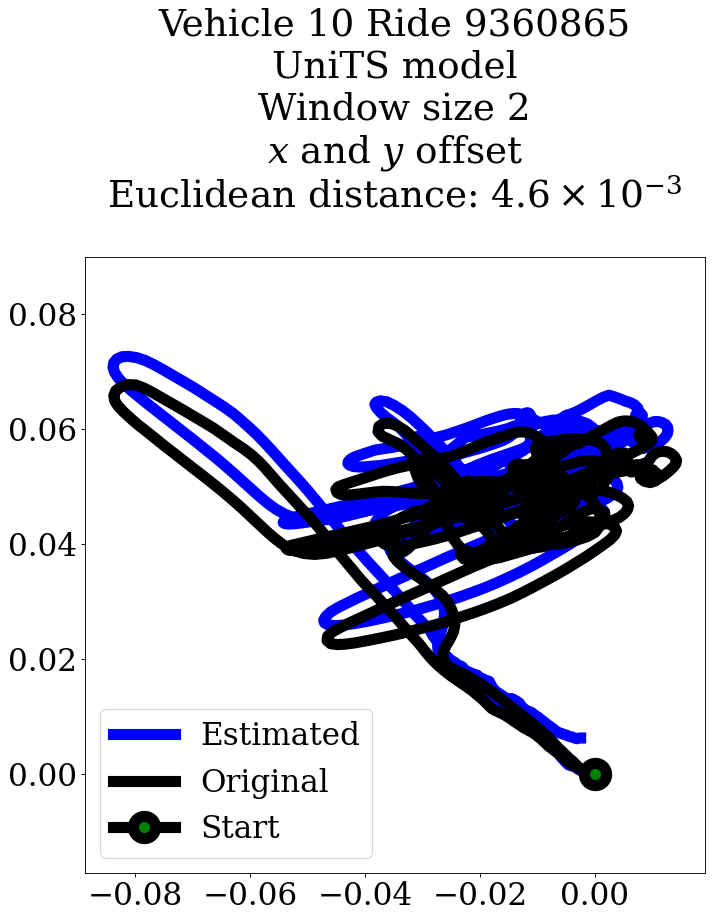 Vehicle 10 Ride 9360865
UniTS model
Window size 2
x and y offset
Euclidean distance: 4.6 × 10⁻³
0.08
0.06
0.04
0.02
0.00
Estimated
Original
Start
−0.08 −0.06 −0.04 −0.02 0.00